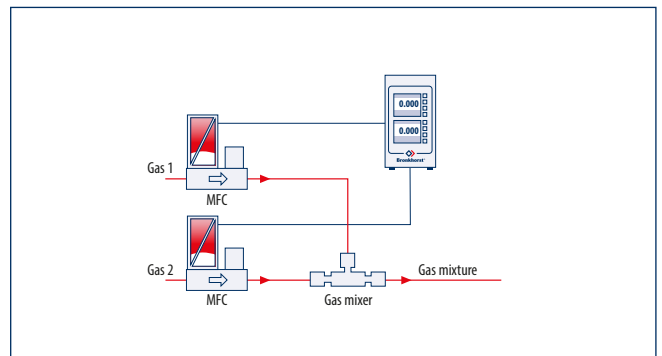 0.000
0.000
Bronkhorst®
Gas 1
MFC
Gas 2
MFC
Gas mixer
Gas mixture